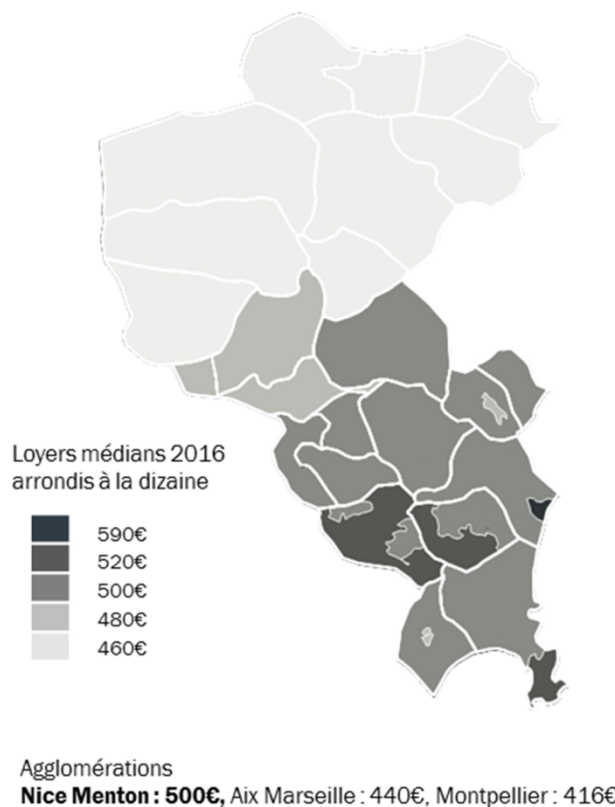 Loyers médians 2016
arrondis à la dizaine
590€
520€
500€
480€
460€
Agglomérations
Nice Menton : 500€, Aix Marseille : 440€, Montpellier : 416€